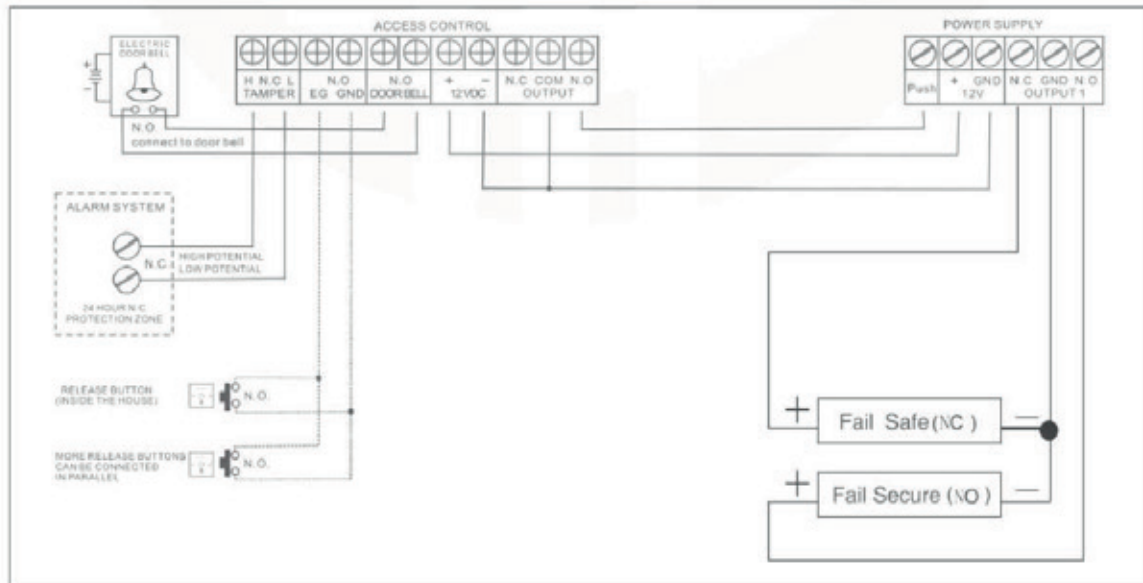 ACCESS CONTROL
POWER SUPPLY
ELECTRIC
DOOR BELL
+
−
N.O.
connect to door bell
H N.C L
TAMPER
N.O
EG GND
N.O
DOOR BELL
+ −
12VDC
N.C COM N.O
OUTPUT
Push
+ GND
12V
N.C GND N.O
OUTPUT 1
ALARM SYSTEM
N.C.
HIGH POTENTIAL
LOW POTENTIAL
24 HOUR N.C
PROTECTION ZONE
RELEASE BUTTON
(INSIDE THE HOUSE)
N.O.
MORE RELEASE BUTTONS
CAN BE CONNECTED
IN PARALLEL
N.O.
+ Fail Safe (NC) −
+ Fail Secure (NO) −